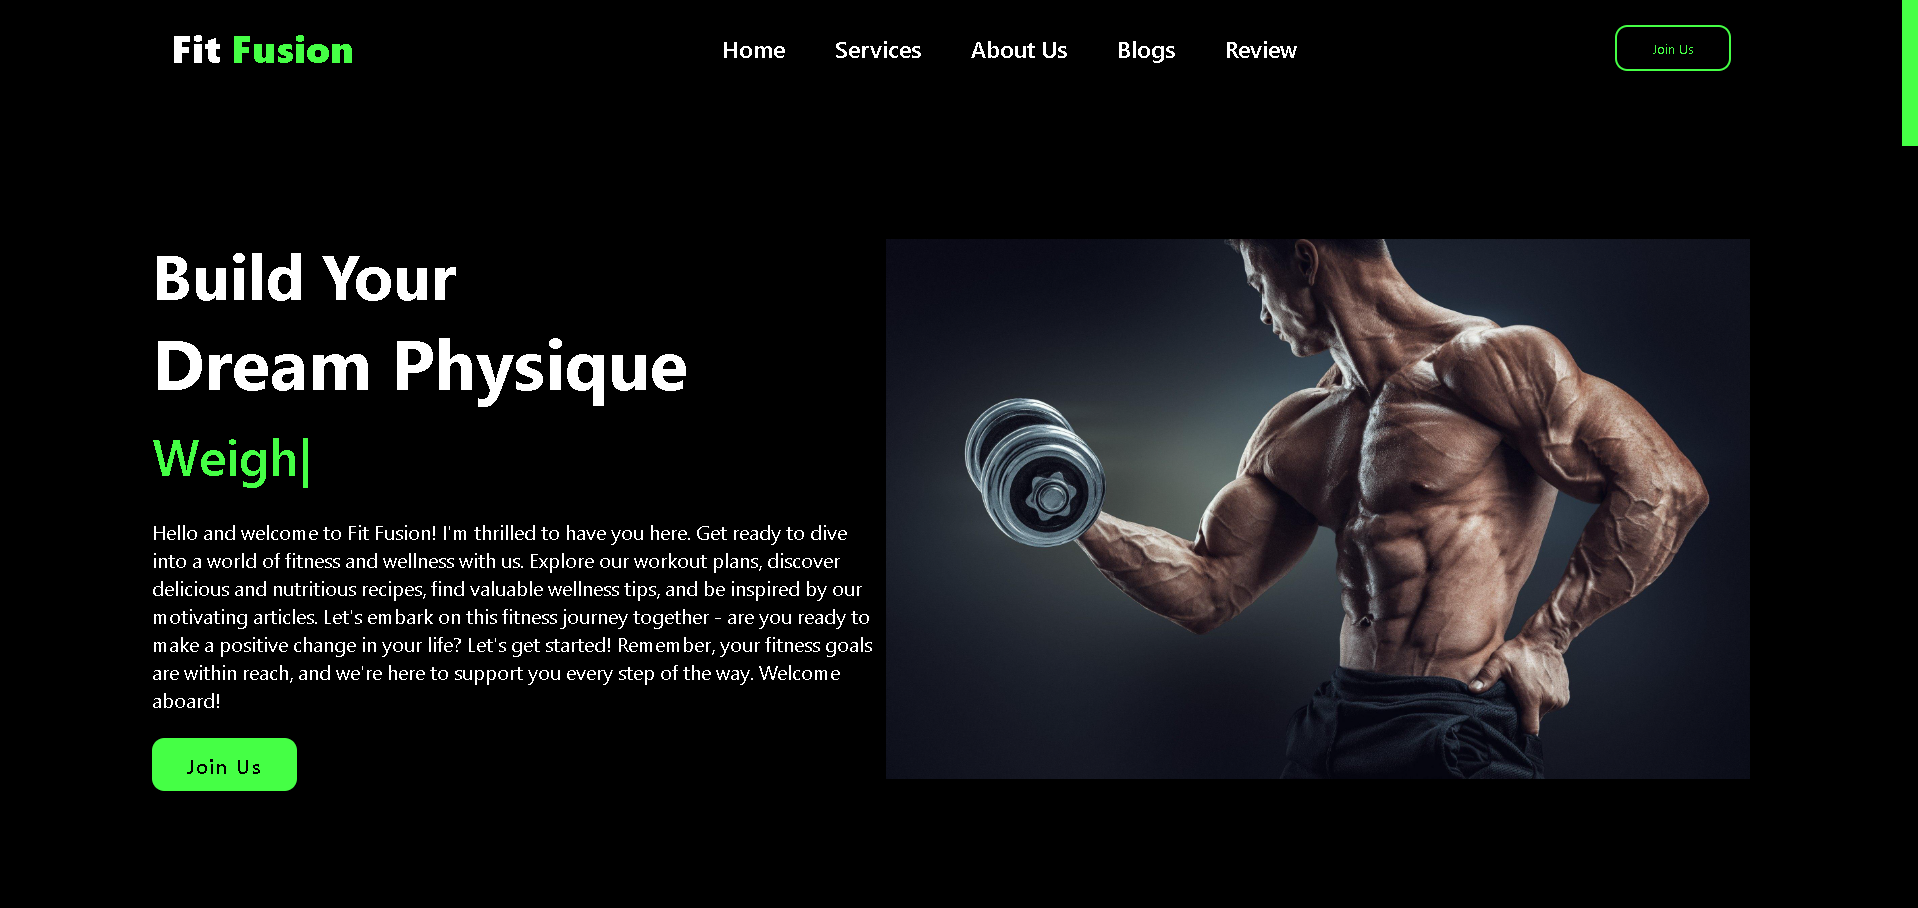 Fit Fusion
Home Services About Us Blogs Review
Join Us
Build Your
Dream Physique
Weigh|
Hello and welcome to Fit Fusion! I'm thrilled to have you here. Get ready to dive
into a world of fitness and wellness with us. Explore our workout plans, discover
delicious and nutritious recipes, find valuable wellness tips, and be inspired by our
motivating articles. Let's embark on this fitness journey together - are you ready to
make a positive change in your life? Let's get started! Remember, your fitness goals
are within reach, and we're here to support you every step of the way. Welcome
aboard!
Join Us